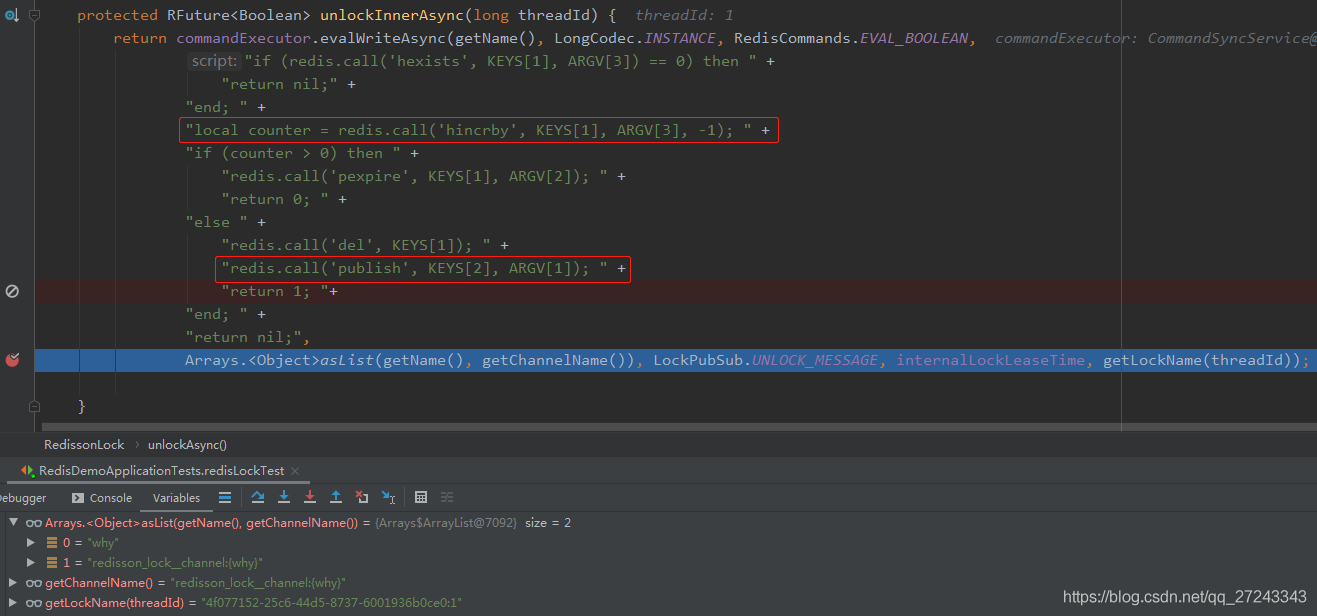 protected RFuture<Boolean> unlockInnerAsync(long threadId) { threadId: 1
return commandExecutor.evalWriteAsync(getName(), LongCodec.INSTANCE, RedisCommands.EVAL_BOOLEAN, commandExecutor: CommandSyncService@
script: "if (redis.call('hexists', KEYS[1], ARGV[3]) == 0) then " +
"return nil;" +
"end; " +
"local counter = redis.call('hincrby', KEYS[1], ARGV[3], -1); " +
"if (counter > 0) then " +
"redis.call('pexpire', KEYS[1], ARGV[2]); " +
"return 0; " +
"else " +
"redis.call('del', KEYS[1]); " +
"redis.call('publish', KEYS[2], ARGV[1]); " +
"return 1; "+
"end; " +
"return nil;",
Arrays.<Object>asList(getName(), getChannelName()), LockPubSub.UNLOCK_MESSAGE, internalLockLeaseTime, getLockName(threadId));
}
RedissonLock › unlockAsync()
RedisDemoApplicationTests.redisLockTest ×
ebugger Console Variables
Arrays.<Object>asList(getName(), getChannelName()) = {Arrays$ArrayList@7092} size = 2
0 = "why"
1 = "redisson_lock__channel:{why}"
getChannelName() = "redisson_lock__channel:{why}"
getLockName(threadId) = "4f077152-25c6-44d5-8737-6001936b0ce0:1"
https://blog.csdn.net/qq_27243343